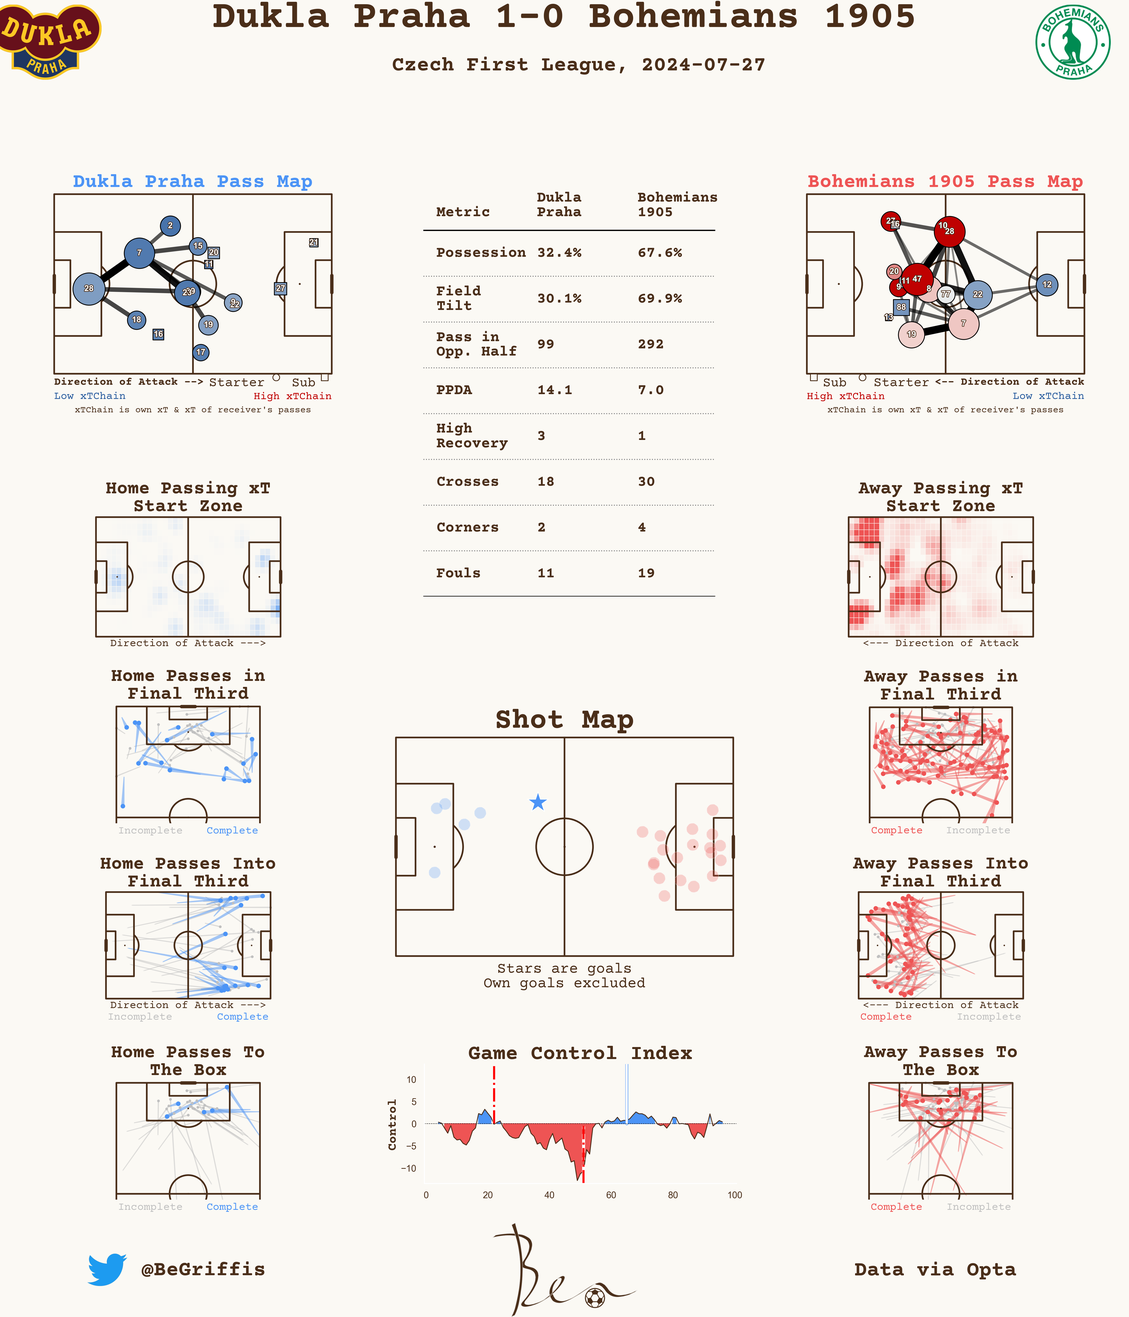 Dukla Praha 1-0 Bohemians 1905
DUKLA
PRAHA
BOHEMIANS
PRAHA
Czech First League, 2024-07-27
Dukla Praha Pass Map
2
7
15
20
21
28
27
18
19
16
17
Direction of Attack --> Starter Sub
Low xTChain High xTChain
xTChain is own xT & xT of receiver's passes
Metric Dukla Praha Bohemians 1905
Possession 32.4% 67.6%
Field Tilt 30.1% 69.9%
Pass in Opp. Half 99 292
PPDA 14.1 7.0
High Recovery 3 1
Crosses 18 30
Corners 2 4
Fouls 11 19
Bohemians 1905 Pass Map
27
10
28
20
11
47
9
8
77
22
12
88
13
19
7
Sub Starter <-- Direction of Attack
High xTChain Low xTChain
xTChain is own xT & xT of receiver's passes
Home Passing xT
Start Zone
Direction of Attack --->
Away Passing xT
Start Zone
<--- Direction of Attack
Home Passes in
Final Third
Incomplete Complete
Shot Map
Stars are goals
Own goals excluded
Away Passes in
Final Third
Complete Incomplete
Home Passes Into
Final Third
Direction of Attack --->
Incomplete Complete
Away Passes Into
Final Third
<--- Direction of Attack
Complete Incomplete
Home Passes To
The Box
Incomplete Complete
Game Control Index
Control
10
5
0
−5
−10
0 20 40 60 80 100
Away Passes To
The Box
Complete Incomplete
@BeGriffis
Ben
Data via Opta